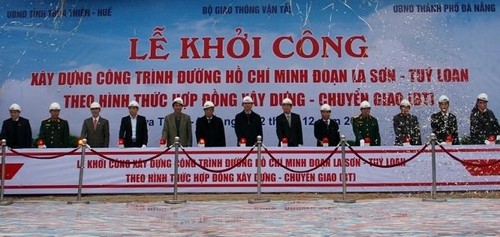 UBND TỈNH THỪA THIÊN - HUẾ
BỘ GIAO THÔNG VẬN TẢI
UBND THÀNH PHỐ ĐÀ NẴNG
LỄ KHỞI CÔNG
XÂY DỰNG CÔNG TRÌNH ĐƯỜNG HỒ CHÍ MINH ĐOẠN LA SƠN - TUÝ LOAN
THEO HÌNH THỨC HỢP ĐỒNG XÂY DỰNG - CHUYỂN GIAO (BT)
LỄ KHỞI CÔNG XÂY DỰNG CÔNG TRÌNH ĐƯỜNG HỒ CHÍ MINH ĐOẠN LA SƠN - TUÝ LOAN
THEO HÌNH THỨC HỢP ĐỒNG XÂY DỰNG - CHUYỂN GIAO (BT)